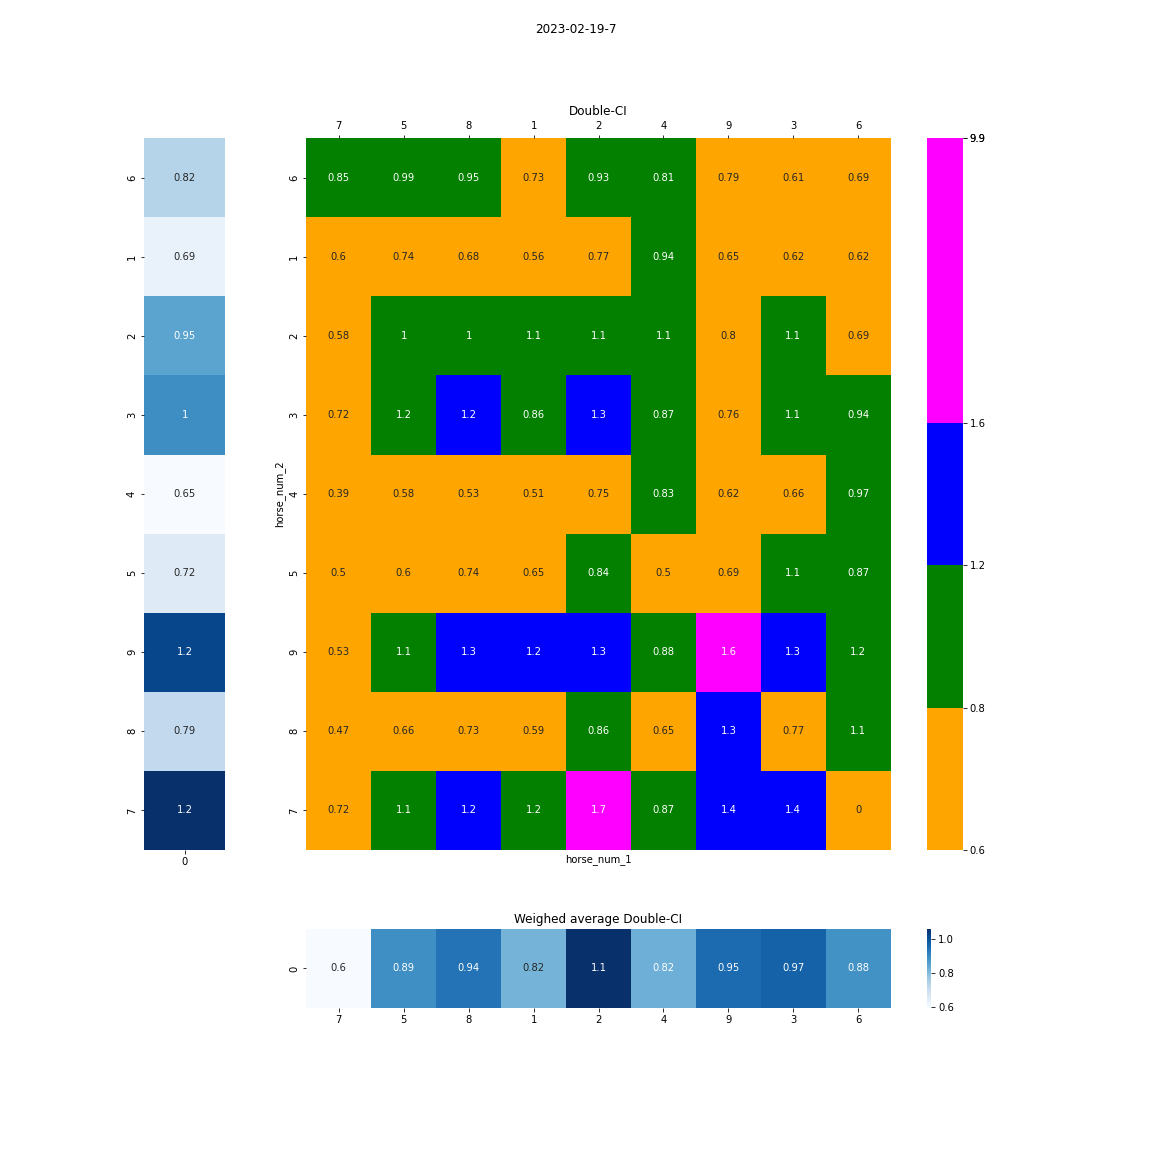 2023-02-19-7
Double-CI
7 5 8 1 2 4 9 3 6
9.9
6 0.82 6 0.85 0.99 0.95 0.73 0.93 0.81 0.79 0.61 0.69
1 0.69 1 0.6 0.74 0.68 0.56 0.77 0.94 0.65 0.62 0.62
2 0.95 2 0.58 1 1 1.1 1.1 1.1 0.8 1.1 0.69
3 1 3 0.72 1.2 1.2 0.86 1.3 0.87 0.76 1.1 0.94
1.6
horse_num_2
4 0.65 4 0.39 0.58 0.53 0.51 0.75 0.83 0.62 0.66 0.97
5 0.72 5 0.5 0.6 0.74 0.65 0.84 0.5 0.69 1.1 0.87
1.2
9 1.2 9 0.53 1.1 1.3 1.2 1.3 0.88 1.6 1.3 1.2
0.8
8 0.79 8 0.47 0.66 0.73 0.59 0.86 0.65 1.3 0.77 1.1
7 1.2 7 0.72 1.1 1.2 1.2 1.7 0.87 1.4 1.4 0
0.6
0
horse_num_1
Weighed average Double-CI
1.0
0 0.6 0.89 0.94 0.82 1.1 0.82 0.95 0.97 0.88
0.8
0.6
7 5 8 1 2 4 9 3 6